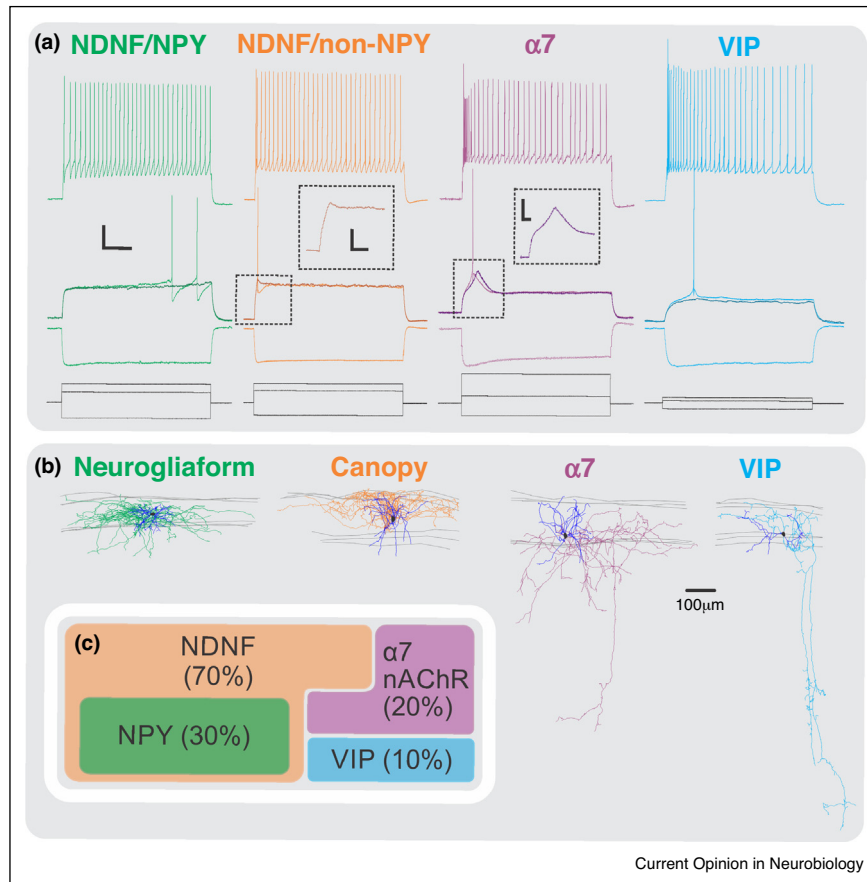 (a) NDNF/NPY NDNF/non-NPY α7 VIP
(b) Neurogliaform Canopy α7 VIP
100μm
(c) NDNF
(70%)
α7
nAChR
(20%)
NPY (30%)
VIP (10%)
Current Opinion in Neurobiology